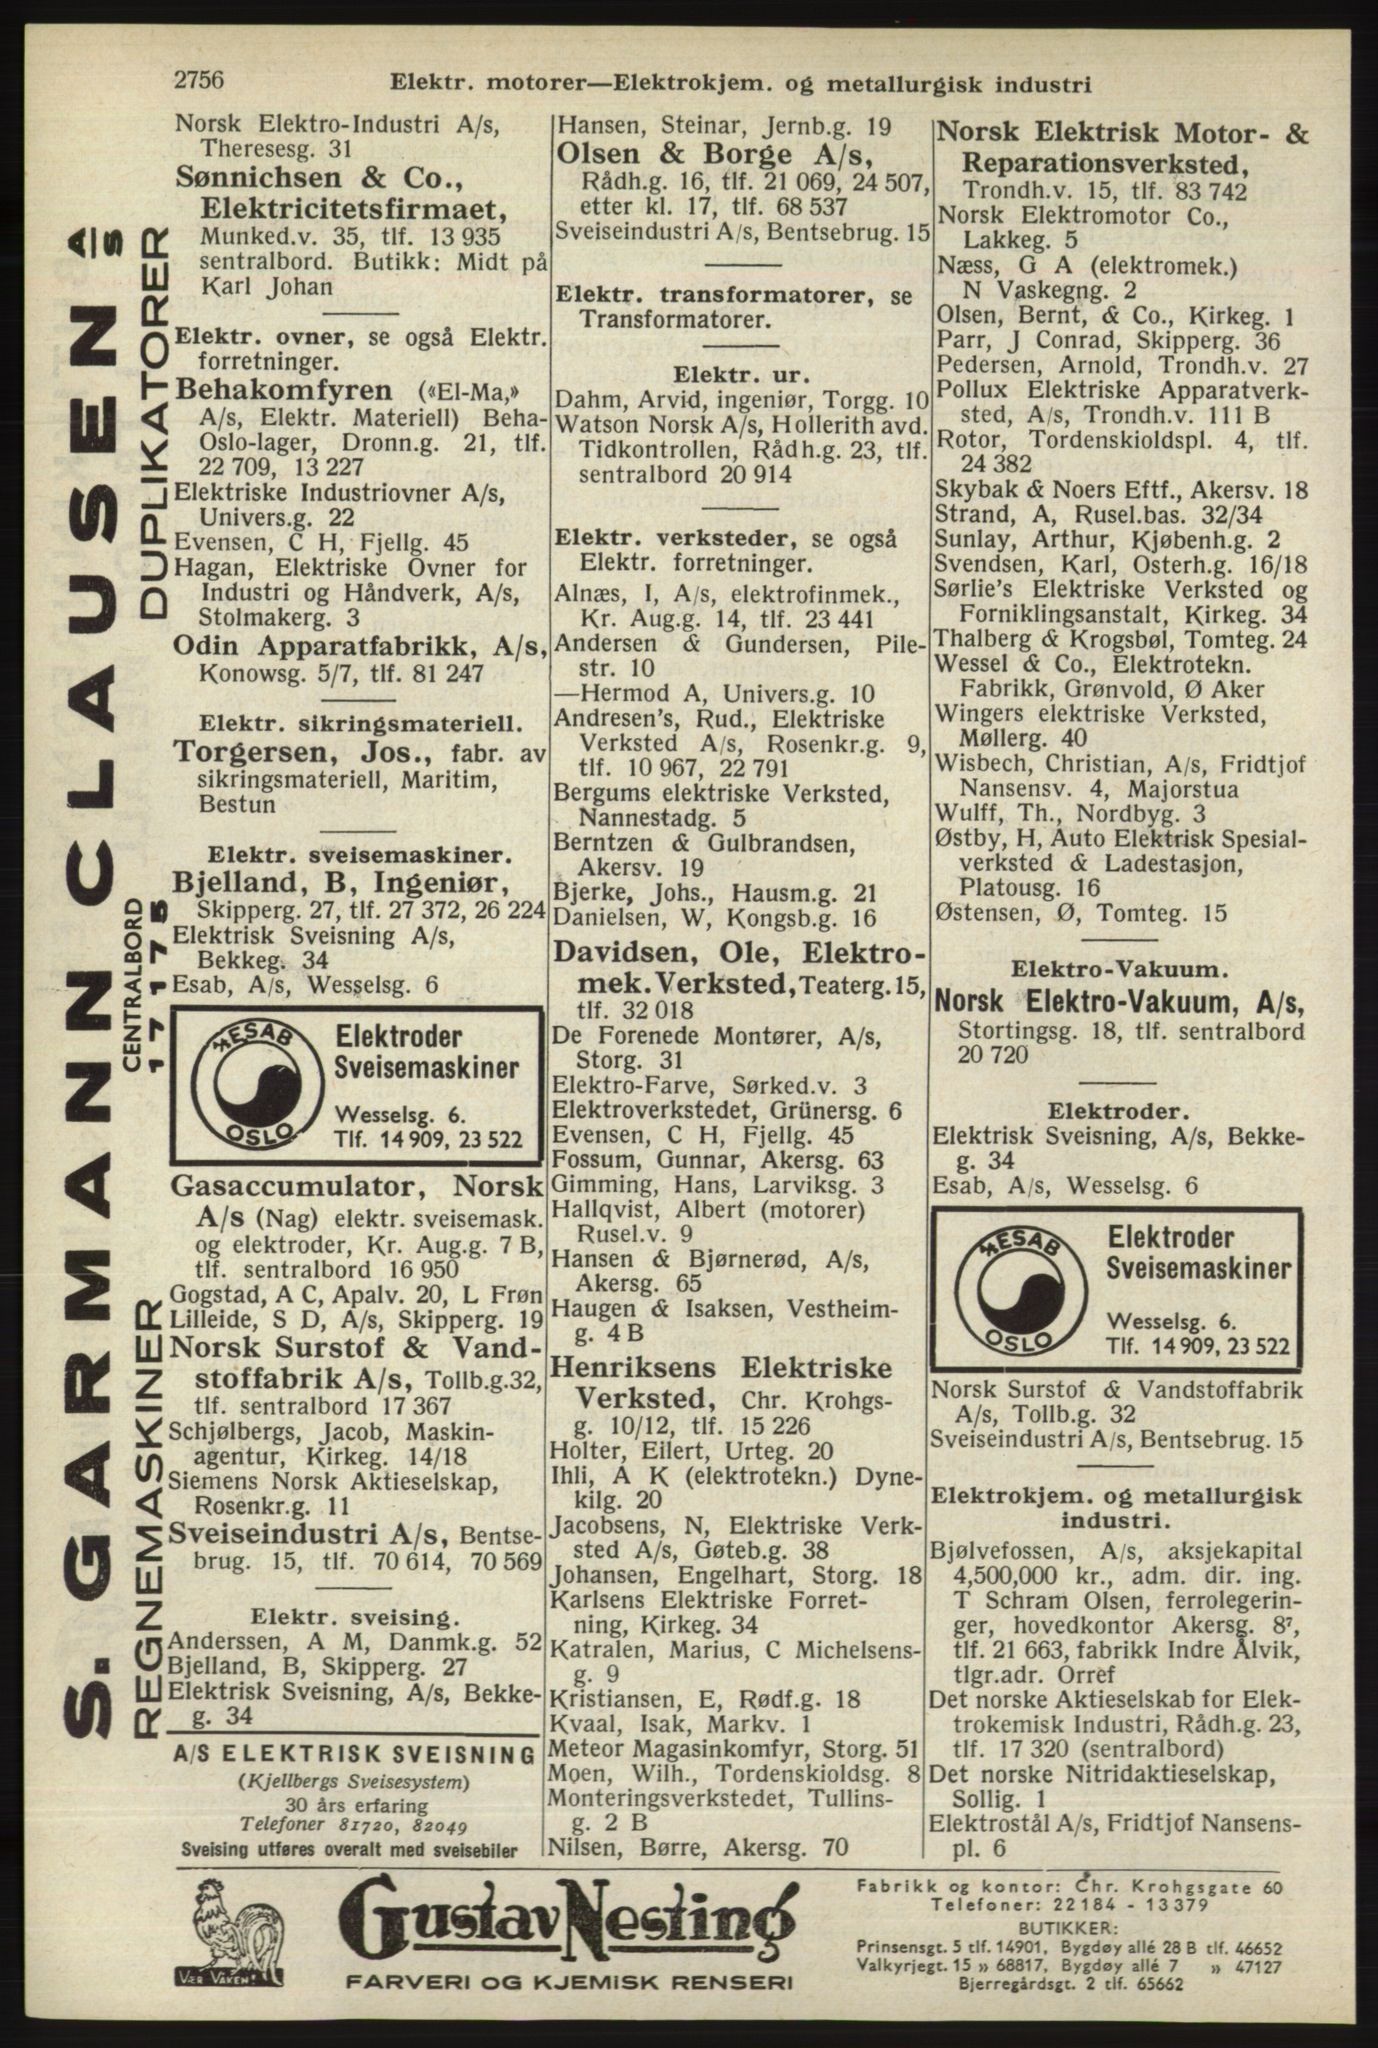 2756 Elektr. motorer—Elektrokjem. og metallurgisk industri
S. GARMANN CLAUSEN A/S
DUPLIKATORER
CENTRALBORD
17175
REGNEMASKINER
Norsk Elektro-Industri A/s,
Theresesg. 31
Sønnichsen & Co.,
Elektricitetsfirmaet,
Munked.v. 35, tlf. 13 935
sentralbord. Butikk: Midt på
Karl Johan
Elektr. ovner, se også Elektr.
forretninger.
Behakomfyren («El-Ma,»
A/s, Elektr. Materiell) Beha-
Oslo-lager, Dronn.g. 21, tlf.
22 709, 13 227
Elektriske Industriovner A/s,
Univers.g. 22
Evensen, C H, Fjellg. 45
Hagan, Elektriske Ovner for
Industri og Håndverk, A/s,
Stolmakerg. 3
Odin Apparatfabrikk, A/s,
Konowsg. 5/7, tlf. 81 247
Elektr. sikringsmateriell.
Torgersen, Jos., fabr. av
sikringsmateriell, Maritim,
Bestun
Elektr. sveisemaskiner.
Bjelland, B, Ingeniør,
Skipperg. 27, tlf. 27 372, 26 224
Elektrisk Sveisning A/s,
Bekkeg. 34
Esab, A/s, Wesselsg. 6
A/S ESAB
OSLO
Elektroder
Sveisemaskiner
Wesselsg. 6.
Tlf. 14 909, 23 522
Gasaccumulator, Norsk
A/s (Nag) elektr. sveisemask.
og elektroder, Kr. Aug.g. 7 B,
tlf. sentralbord 16 950
Gogstad, A C, Apalv. 20, L Frøn
Lilleide, S D, A/s, Skipperg. 19
Norsk Surstof & Vand-
stoffabrik A/s, Tollb.g.32,
tlf. sentralbord 17 367
Schjølbergs, Jacob, Maskin-
agentur, Kirkeg. 14/18
Siemens Norsk Aktieselskap,
Rosenkr.g. 11
Sveiseindustri A/s, Bentse-
brug. 15, tlf. 70 614, 70 569
Elektr. sveising.
Anderssen, A M, Danmk.g. 52
Bjelland, B, Skipperg. 27
Elektrisk Sveisning, A/s, Bekke-
g. 34
A/S ELEKTRISK SVEISNING
(Kjellbergs Sveisesystem)
30 års erfaring
Telefoner 81720, 82049
Sveising utføres overalt med sveisebiler
Hansen, Steinar, Jernb.g. 19
Olsen & Borge A/s,
Rådh.g. 16, tlf. 21 069, 24 507,
etter kl. 17, tlf. 68 537
Sveiseindustri A/s, Bentsebrug. 15
Elektr. transformatorer, se
Transformatorer.
Elektr. ur.
Dahm, Arvid, ingeniør, Torgg. 10
Watson Norsk A/s, Hollerith avd.
Tidkontrollen, Rådh.g. 23, tlf.
sentralbord 20 914
Elektr. verksteder, se også
Elektr. forretninger.
Alnæs, I, A/s, elektrofinmek.,
Kr. Aug.g. 14, tlf. 23 441
Andersen & Gundersen, Pile-
str. 10
—Hermod A, Univers.g. 10
Andresen's, Rud., Elektriske
Verksted A/s, Rosenkr.g. 9,
tlf. 10 967, 22 791
Bergums elektriske Verksted,
Nannestadg. 5
Berntzen & Gulbrandsen,
Akersv. 19
Bjerke, Johs., Hausm.g. 21
Danielsen, W, Kongsb.g. 16
Davidsen, Ole, Elektro-
mek. Verksted, Teaterg. 15,
tlf. 32 018
De Forenede Montører, A/s,
Storg. 31
Elektro-Farve, Sørked.v. 3
Elektroverkstedet, Grünersg. 6
Evensen, C H, Fjellg. 45
Fossum, Gunnar, Akersg. 63
Gimming, Hans, Larviksg. 3
Hallqvist, Albert (motorer)
Rusel.v. 9
Hansen & Bjørnerød, A/s,
Akersg. 65
Haugen & Isaksen, Vestheim-
g. 4 B
Henriksens Elektriske
Verksted, Chr. Krohgs-
g. 10/12, tlf. 15 226
Holter, Eilert, Urteg. 20
Ihli, A K (elektrotekn.) Dyne-
kilg. 20
Jacobsens, N, Elektriske Verk-
sted A/s, Gøteb.g. 38
Johansen, Engelhart, Storg. 18
Karlsens Elektriske Forret-
ning, Kirkeg. 34
Katralen, Marius, C Michelsens-
g. 9
Kristiansen, E, Rødf.g. 18
Kvaal, Isak, Markv. 1
Meteor Magasinkomfyr, Storg. 51
Moen, Wilh., Tordenskioldsg. 8
Monteringsverkstedet, Tullins-
g. 2 B
Nilsen, Børre, Akersg. 70
Norsk Elektrisk Motor- &
Reparationsverksted,
Trondh.v. 15, tlf. 83 742
Norsk Elektromotor Co.,
Lakkeg. 5
Næss, G A (elektromek.)
N Vaskegng. 2
Olsen, Bernt, & Co., Kirkeg. 1
Parr, J Conrad, Skipperg. 36
Pedersen, Arnold, Trondh.v. 27
Pollux Elektriske Apparatverk-
sted, A/s, Trondh.v. 111 B
Rotor, Tordenskioldspl. 4, tlf.
24 382
Skybak & Noers Eftf., Akersv. 18
Strand, A, Rusel.bas. 32/34
Sunlay, Arthur, Kjøbenh.g. 2
Svendsen, Karl, Osterh.g. 16/18
Sørlie's Elektriske Verksted og
Forniklingsanstalt, Kirkeg. 34
Thalberg & Krogsbøl, Tomteg. 24
Wessel & Co., Elektrotekn.
Fabrikk, Grønvold, Ø Aker
Wingers elektriske Verksted,
Møllerg. 40
Wisbech, Christian, A/s, Fridtjof
Nansensv. 4, Majorstua
Wulff, Th., Nordbyg. 3
Østby, H, Auto Elektrisk Spesial-
verksted & Ladestasjon,
Platousg. 16
Østensen, Ø, Tomteg. 15
Elektro-Vakuum.
Norsk Elektro-Vakuum, A/s,
Stortingsg. 18, tlf. sentralbord
20 720
Elektroder.
Elektrisk Sveisning, A/s, Bekke-
g. 34
Esab, A/s, Wesselsg. 6
A/S ESAB
OSLO
Elektroder
Sveisemaskiner
Wesselsg. 6.
Tlf. 14 909, 23 522
Norsk Surstof & Vandstoffabrik
A/s, Tollb.g. 32
Sveiseindustri A/s, Bentsebrug. 15
Elektrokjem. og metallurgisk
industri.
Bjølvefossen, A/s, aksjekapital
4,500,000 kr., adm. dir. ing.
T Schram Olsen, ferrolegerin-
ger, hovedkontor Akersg. 8⁷,
tlf. 21 663, fabrikk Indre Ålvik,
tlgr.adr. Orref
Det norske Aktieselskab for Elek-
trokemisk Industri, Rådh.g. 23,
tlf. 17 320 (sentralbord)
Det norske Nitridaktieselskap,
Sollig. 1
Elektrostål A/s, Fridtjof Nansens-
pl. 6
VÆR VAKEN!
Gustav Nesting
FARVERI OG KJEMISK RENSERI
Fabrikk og kontor: Chr. Krohgsgate 60
Telefoner: 22184 - 13379
BUTIKKER:
Prinsensgt. 5 tlf. 14901, Bygdøy allé 28 B tlf. 46652
Valkyrjegt. 15 » 68817, Bygdøy allé 7 » 47127
Bjerregårdsgt. 2 tlf. 65662